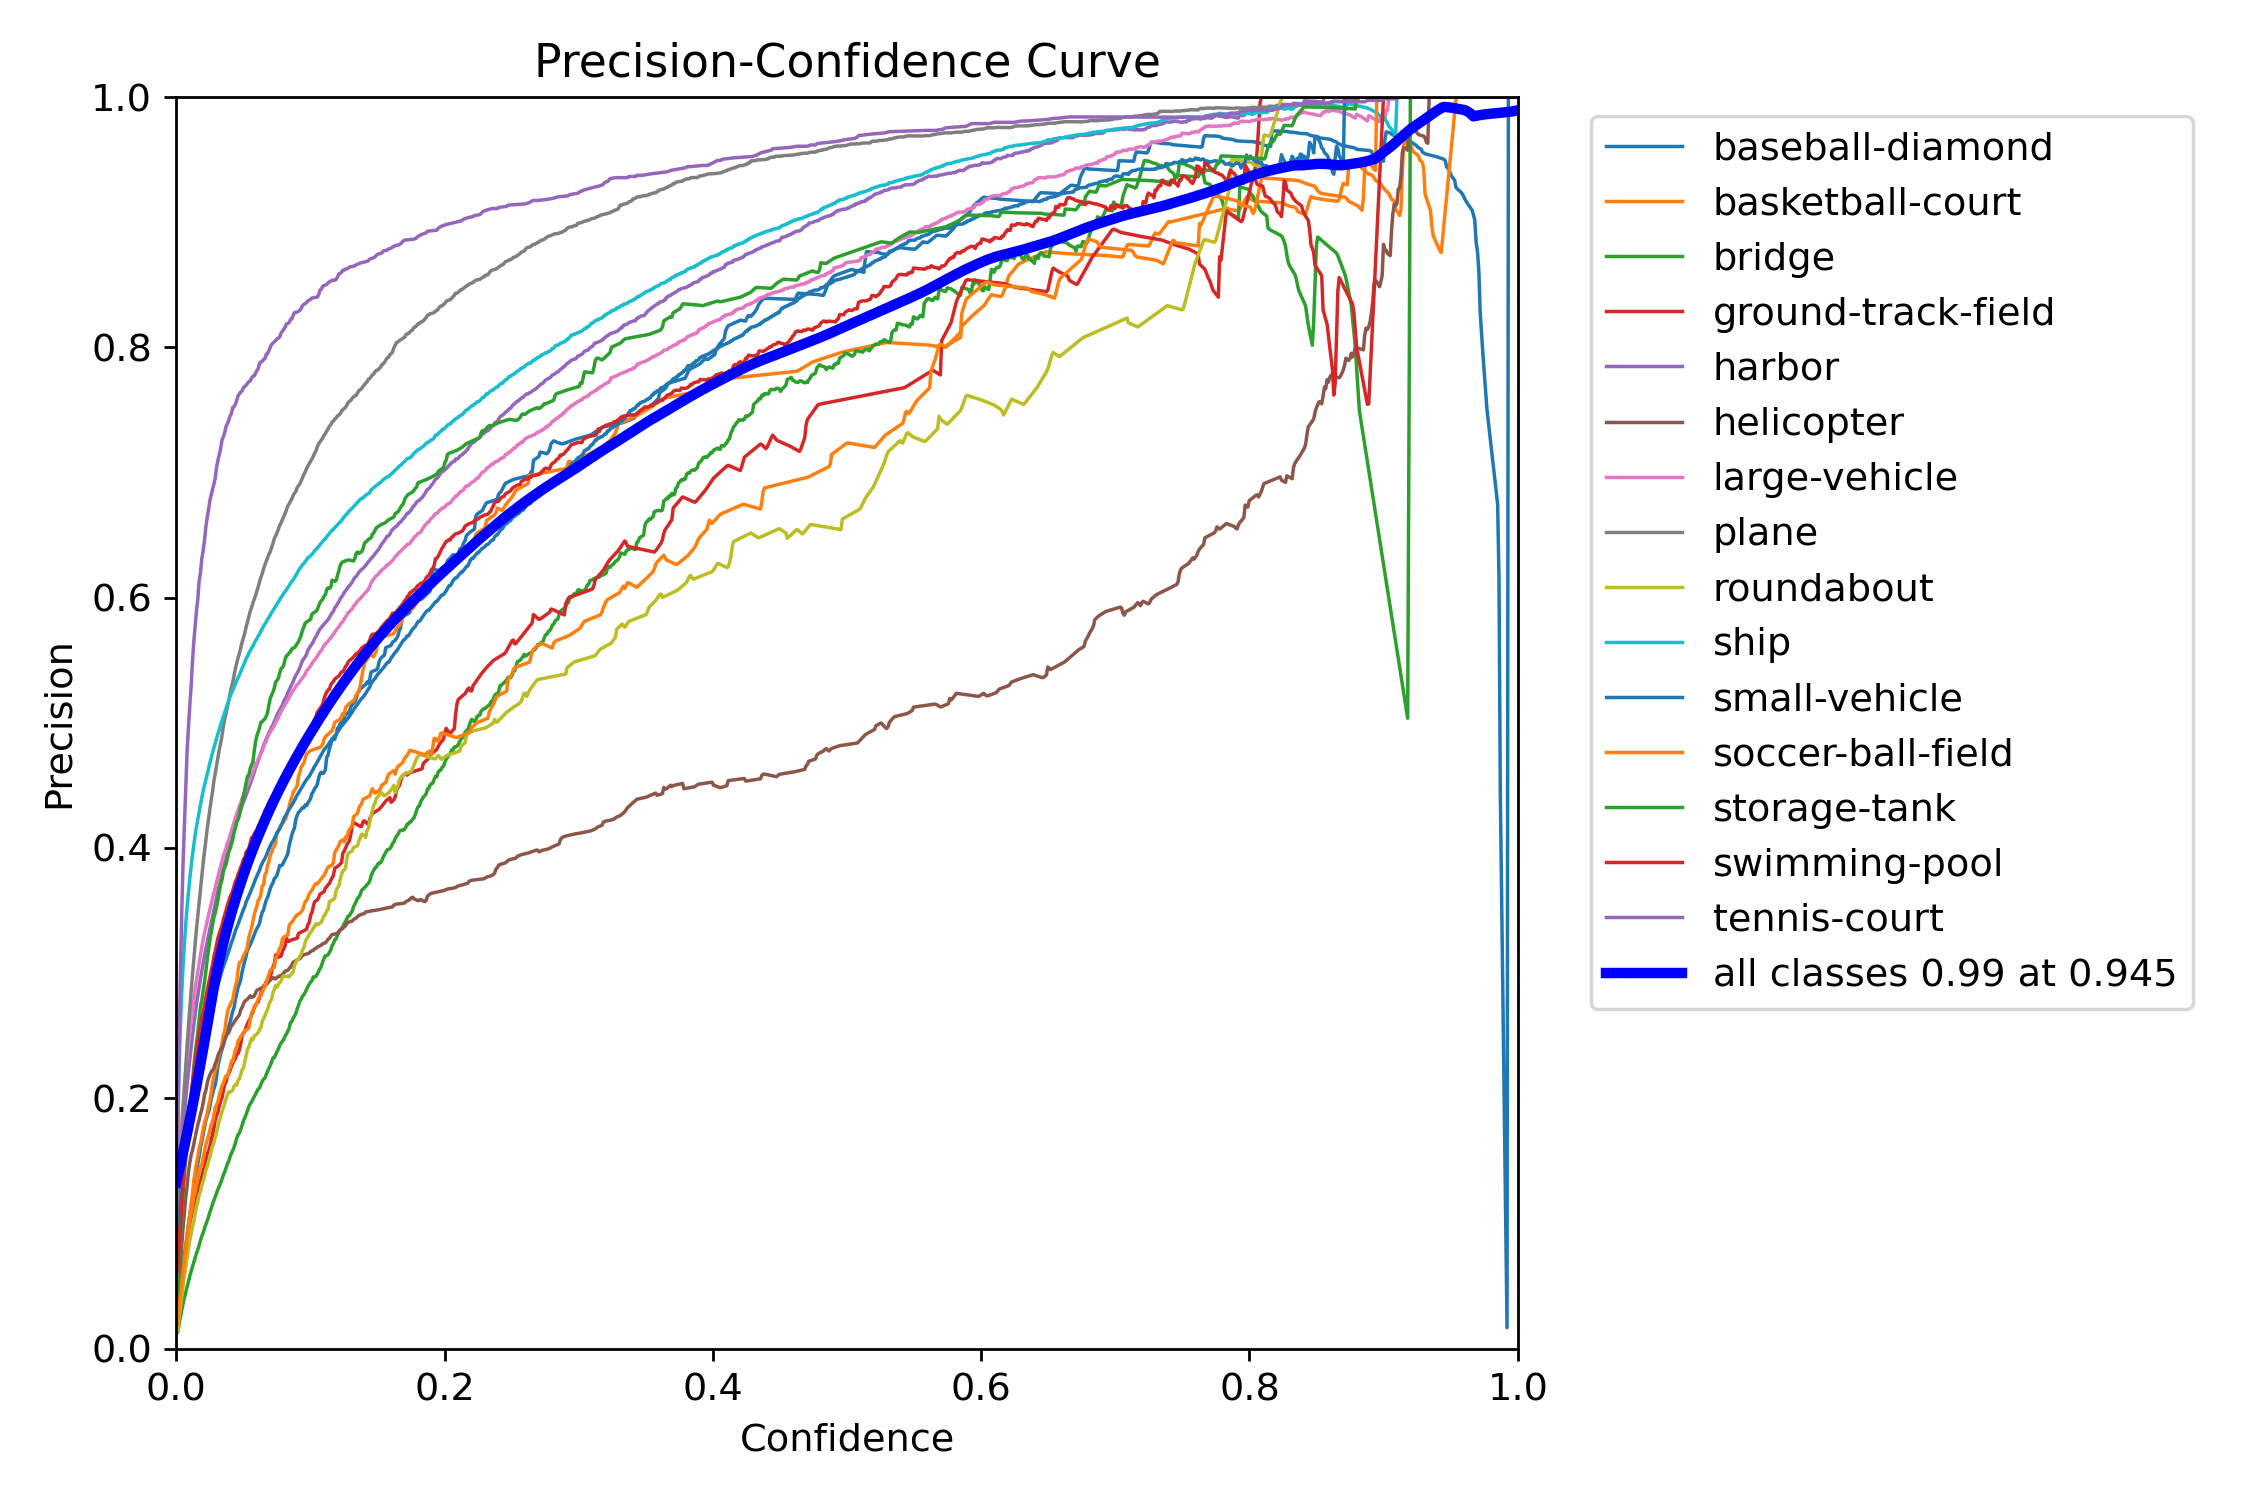 Precision-Confidence Curve
1.0
0.8
0.6
0.4
0.2
0.0
Precision
0.0 0.2 0.4 0.6 0.8 1.0
Confidence
baseball-diamond
basketball-court
bridge
ground-track-field
harbor
helicopter
large-vehicle
plane
roundabout
ship
small-vehicle
soccer-ball-field
storage-tank
swimming-pool
tennis-court
all classes 0.99 at 0.945